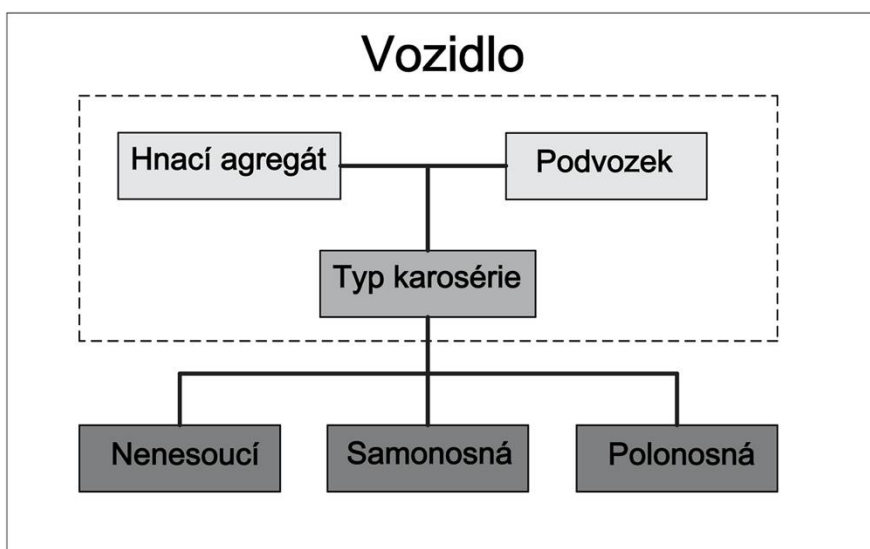 Vozidlo
Hnací agregát
Podvozek
Typ karosérie
Nenesoucí
Samonosná
Polonosná